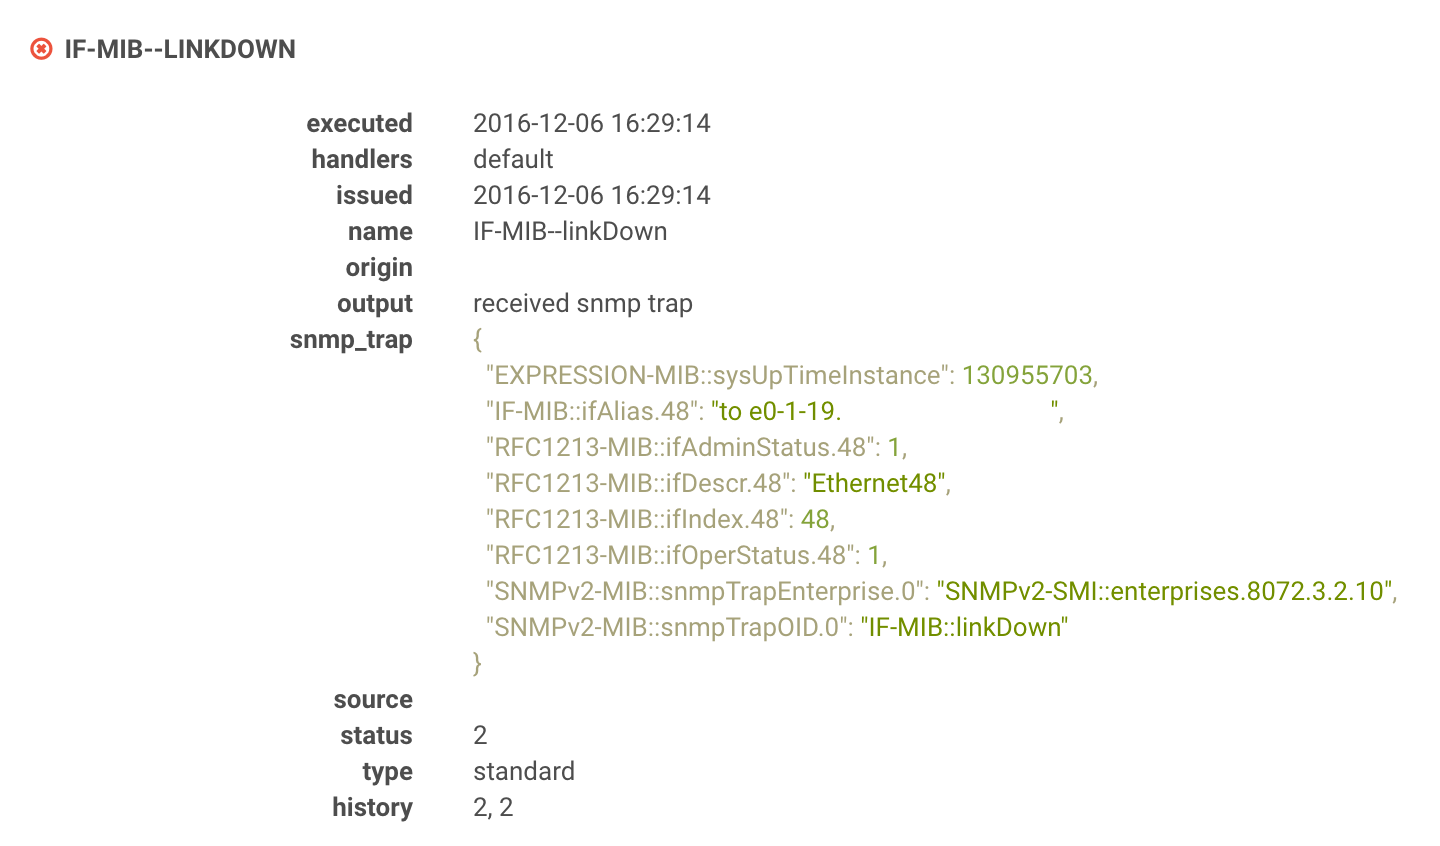 IF-MIB--LINKDOWN
executed 2016-12-06 16:29:14
handlers default
issued 2016-12-06 16:29:14
name IF-MIB--linkDown
origin
output received snmp trap
snmp_trap {
"EXPRESSION-MIB::sysUpTimeInstance": 130955703,
"IF-MIB::ifAlias.48": "to e0-1-19. ",
"RFC1213-MIB::ifAdminStatus.48": 1,
"RFC1213-MIB::ifDescr.48": "Ethernet48",
"RFC1213-MIB::ifIndex.48": 48,
"RFC1213-MIB::ifOperStatus.48": 1,
"SNMPv2-MIB::snmpTrapEnterprise.0": "SNMPv2-SMI::enterprises.8072.3.2.10",
"SNMPv2-MIB::snmpTrapOID.0": "IF-MIB::linkDown"
}
source
status 2
type standard
history 2, 2